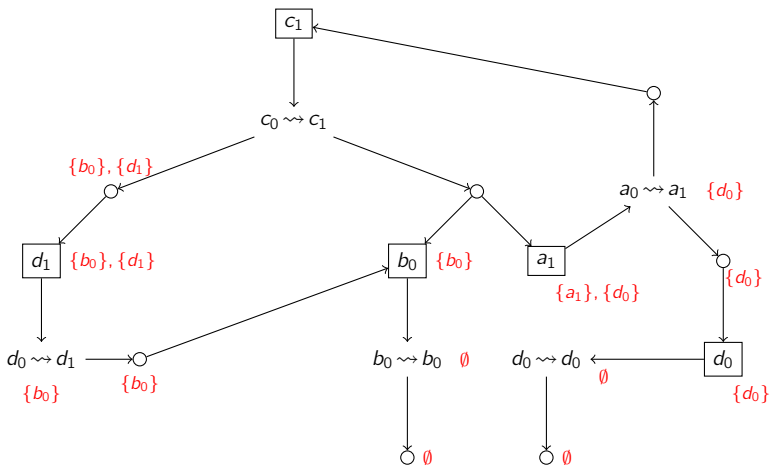 c₁
c₀ ⇝ c₁
{b₀}, {d₁}
a₀ ⇝ a₁ {d₀}
d₁ {b₀}, {d₁}
b₀ {b₀}
a₁
{d₀}
{a₁}, {d₀}
d₀ ⇝ d₁
b₀ ⇝ b₀ ∅
d₀ ⇝ d₀
∅
d₀
{b₀}
{b₀}
{d₀}
∅
∅